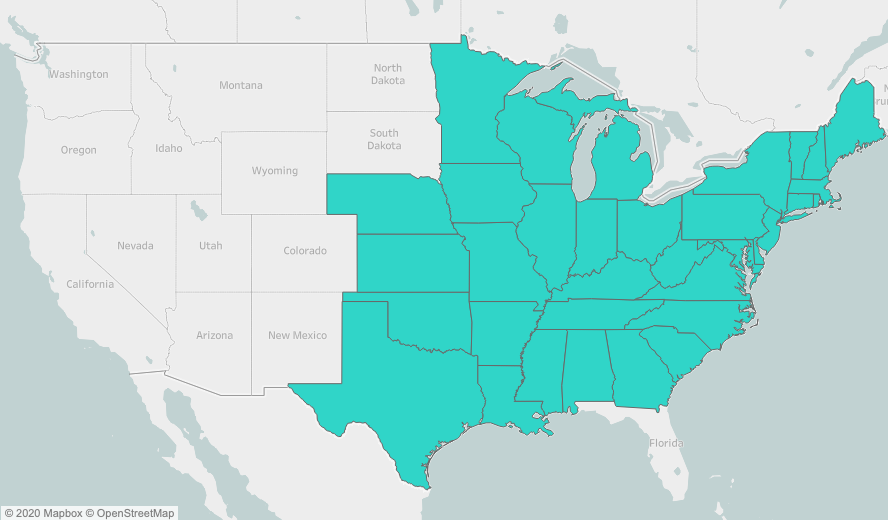 Washington
Montana
North
Dakota
Oregon
Idaho
South
Dakota
Wyoming
Nevada
Utah
Colorado
California
Arizona
New Mexico
Florida
N
run
© 2020 Mapbox © OpenStreetMap